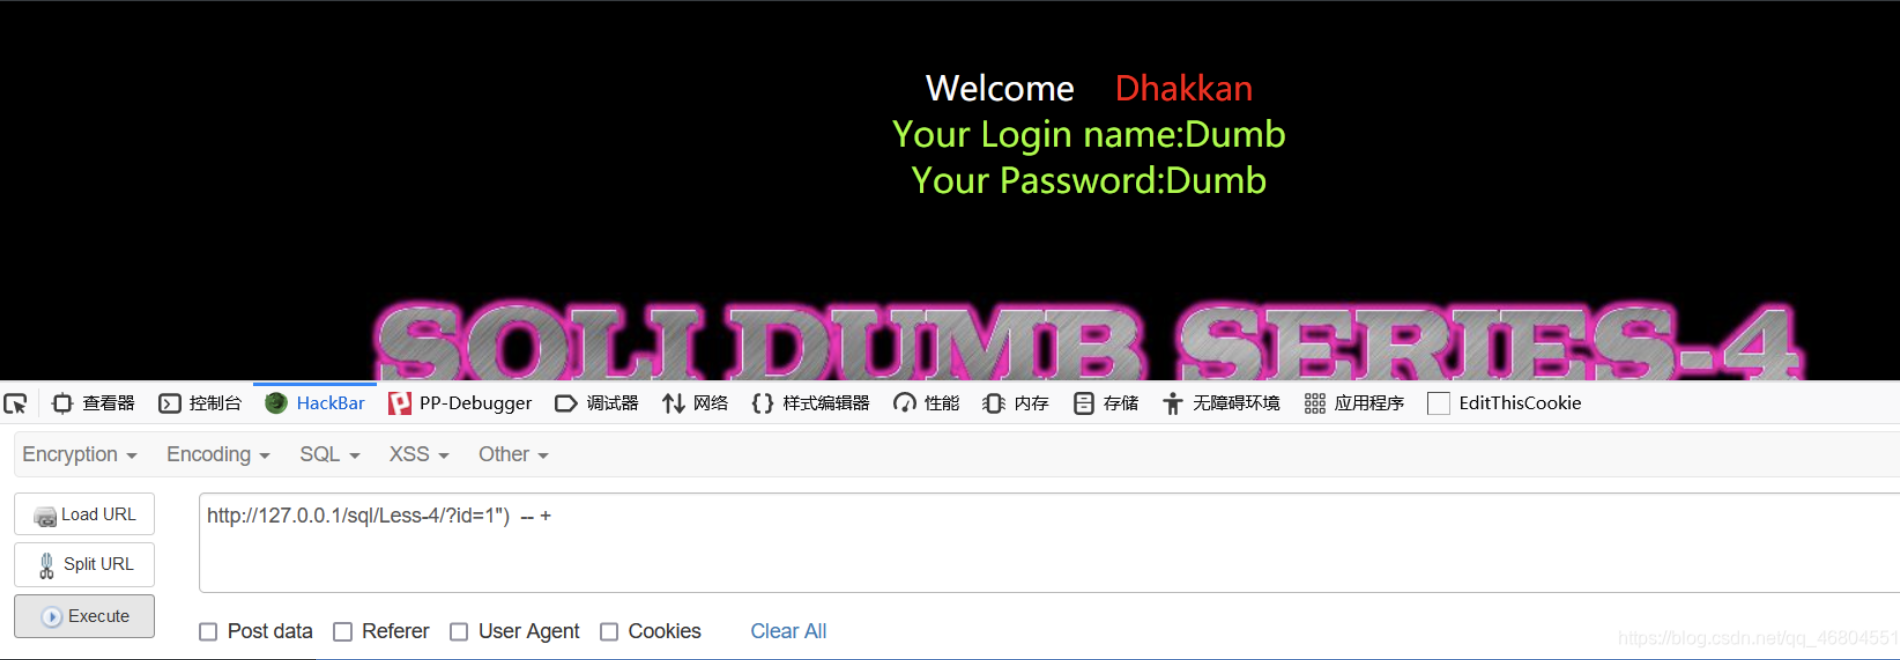 Welcome Dhakkan
Your Login name:Dumb
Your Password:Dumb
SQLI DUMB SERIES-4
查看器 控制台 HackBar PP-Debugger 调试器 网络 样式编辑器 性能 内存 存储 无障碍环境 应用程序 EditThisCookie
Encryption Encoding SQL XSS Other
Load URL
http://127.0.0.1/sql/Less-4/?id=1") -- +
Split URL
Execute
Post data Referer User Agent Cookies Clear All
https://blog.csdn.net/qq_46804551